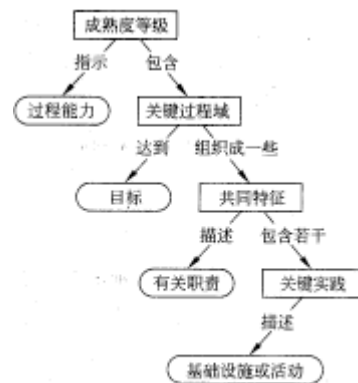 成熟度等级
指示 包含
过程能力 关键过程域
达到 组织成一些
目标 共同特征
描述 包含若干
有关职责 关键实践
描述
基础设施或活动